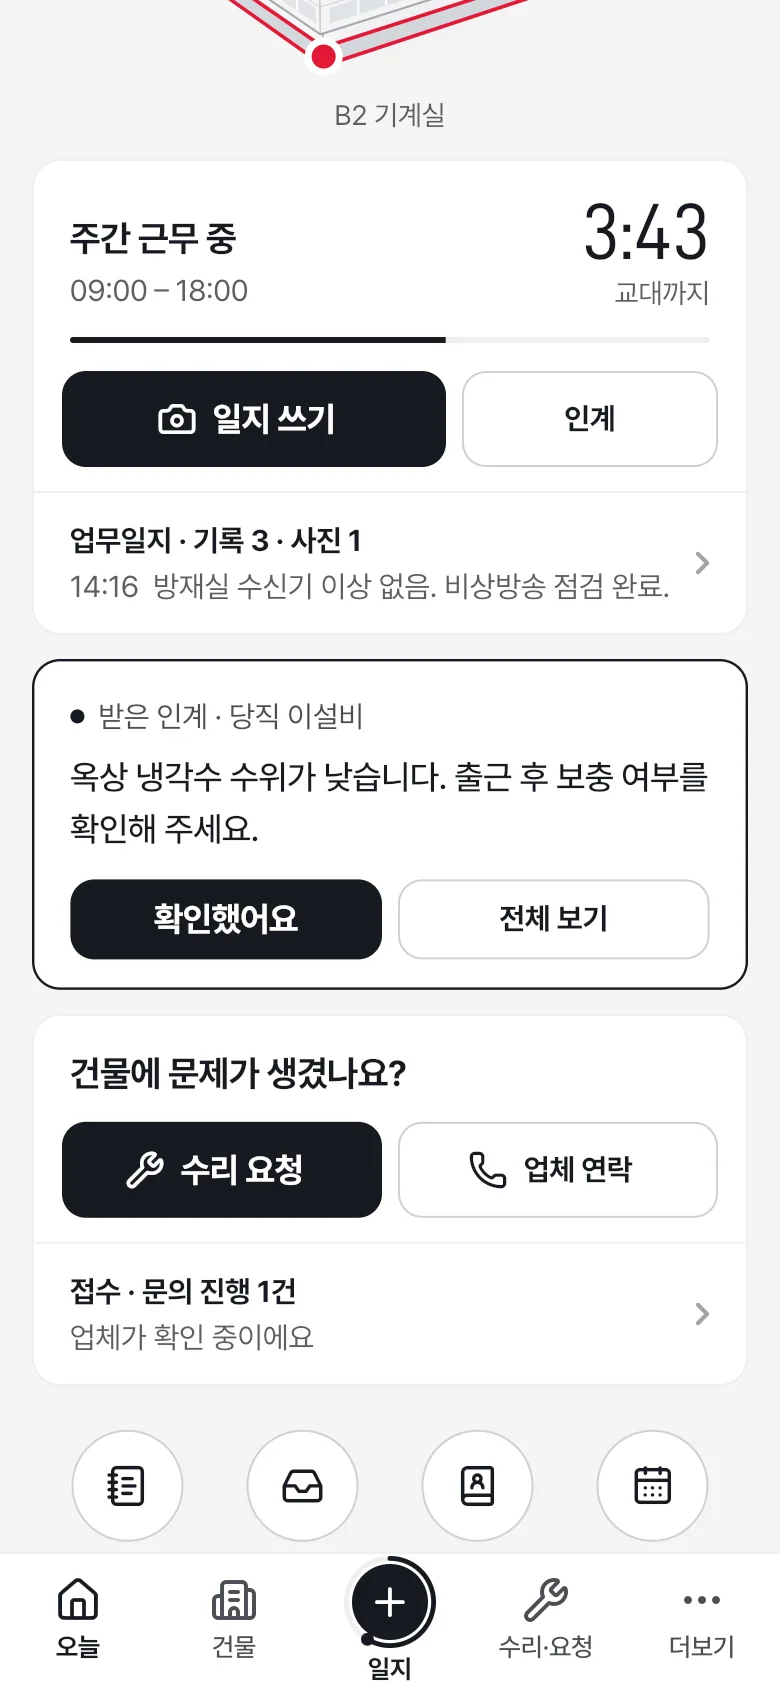 B2 기계실
주간 근무 중
3:43
09:00 – 18:00
교대까지
일지 쓰기
인계
업무일지 · 기록 3 · 사진 1
14:16 방재실 수신기 이상 없음. 비상방송 점검 완료.
받은 인계 · 당직 이설비
옥상 냉각수 수위가 낮습니다. 출근 후 보충 여부를
확인해 주세요.
확인했어요
전체 보기
건물에 문제가 생겼나요?
수리 요청
업체 연락
접수 · 문의 진행 1건
업체가 확인 중이에요
오늘
건물
일지
수리·요청
더보기